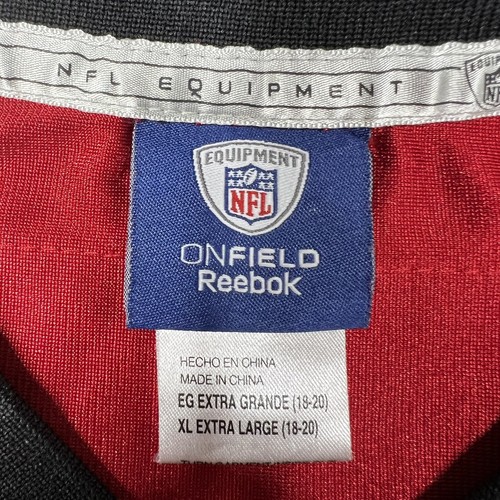 NFL EQUIPMENT
EQUIPMENT
NFL
ONFIELD
Reebok
HECHO EN CHINA
MADE IN CHINA
EG EXTRA GRANDE (18-20)
XL EXTRA LARGE (18-20)